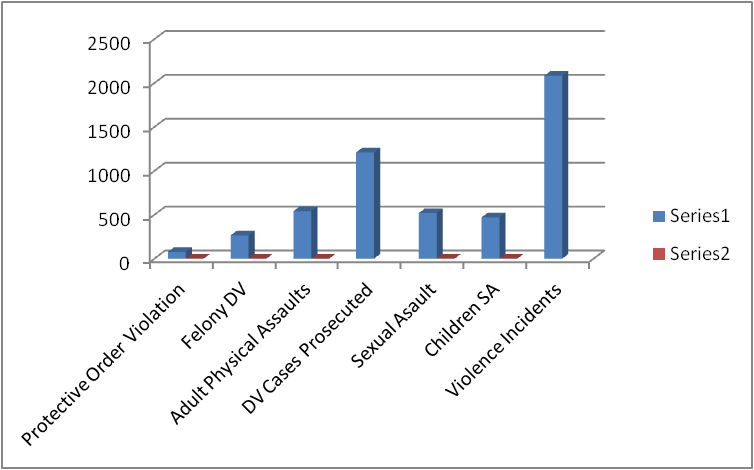 2500
2000
1500
1000
500
0
Protective Order Violation
Felony DV
Adult Physical Assaults
DV Cases Prosecuted
Sexual Asault
Children SA
Violence Incidents
Series1
Series2